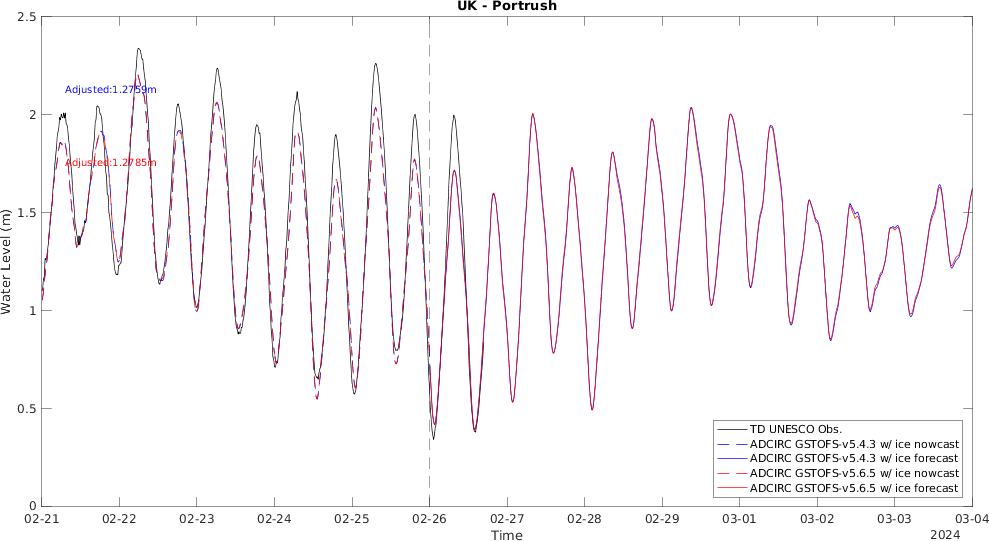 UK - Portrush
2.5
2
1.5
1
0.5
0
Water Level (m)
Adjusted:1.2759m
Adjusted:1.2785m
TD UNESCO Obs.
ADCIRC GSTOFS-v5.4.3 w/ ice nowcast
ADCIRC GSTOFS-v5.4.3 w/ ice forecast
ADCIRC GSTOFS-v5.6.5 w/ ice nowcast
ADCIRC GSTOFS-v5.6.5 w/ ice forecast
02-21 02-22 02-23 02-24 02-25 02-26 02-27 02-28 02-29 03-01 03-02 03-03 03-04
Time
2024